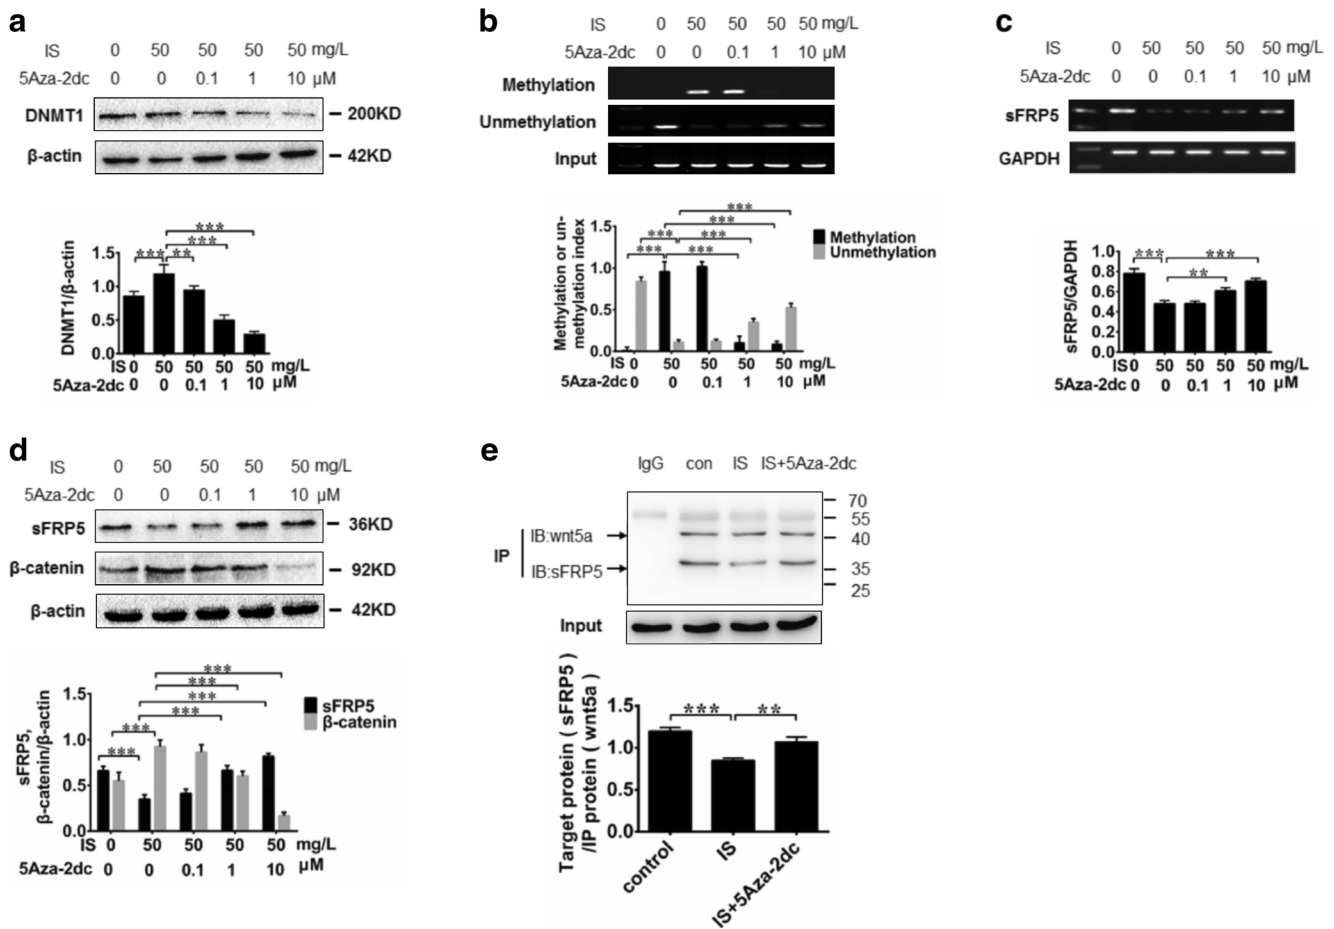 a
IS 0 50 50 50 50 mg/L
5Aza-2dc 0 0 0.1 1 10 μM
DNMT1 200KD
β-actin 42KD
DNMT1/β-actin
1.5
1.0
0.5
0.0
*** ** *** ***
IS 0 50 50 50 50 mg/L
5Aza-2dc 0 0 0.1 1 10 μM
b
IS 0 50 50 50 50 mg/L
5Aza-2dc 0 0 0.1 1 10 μM
Methylation
Unmethylation
Input
Methylation or un-
methylation index
1.5
1.0
0.5
0.0
*** *** *** *** *** ***
Methylation
Unmethylation
IS 0 50 50 50 50 mg/L
5Aza-2dc 0 0 0.1 1 10 μM
c
IS 0 50 50 50 50 mg/L
5Aza-2dc 0 0 0.1 1 10 μM
sFRP5
GAPDH
sFRP5/GAPDH
1.0
0.8
0.6
0.4
0.2
0.0
*** ** ***
IS 0 50 50 50 50 mg/L
5Aza-2dc 0 0 0.1 1 10 μM
d
IS 0 50 50 50 50 mg/L
5Aza-2dc 0 0 0.1 1 10 μM
sFRP5 36KD
β-catenin 92KD
β-actin 42KD
sFRP5,
β-catenin/β-actin
1.5
1.0
0.5
0.0
*** *** *** *** *** ***
sFRP5
β-catenin
IS 0 50 50 50 50 mg/L
5Aza-2dc 0 0 0.1 1 10 μM
e
IgG con IS IS+5Aza-2dc
IP
IB:wnt5a
IB:sFRP5
70
55
40
35
25
Input
Target protein ( sFRP5 )
/IP protein ( wnt5a )
1.5
1.0
0.5
0.0
*** **
control
IS
IS+5Aza-2dc